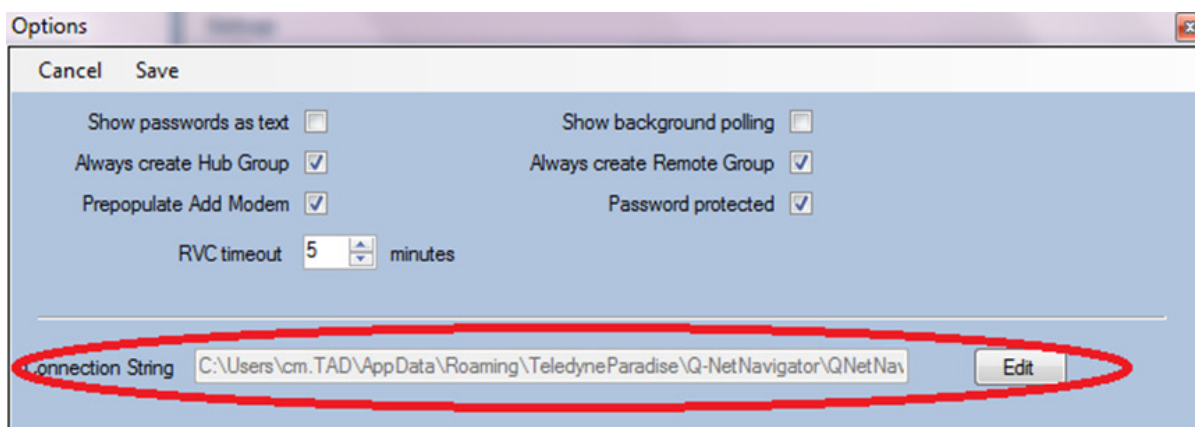 Options
Cancel Save
Show passwords as text Show background polling
Always create Hub Group Always create Remote Group
Prepopulate Add Modem Password protected
RVC timeout 5 minutes
Connection String C:\Users\cm.TAD\AppData\Roaming\TeledyneParadise\Q-NetNavigator\QNetNav Edit